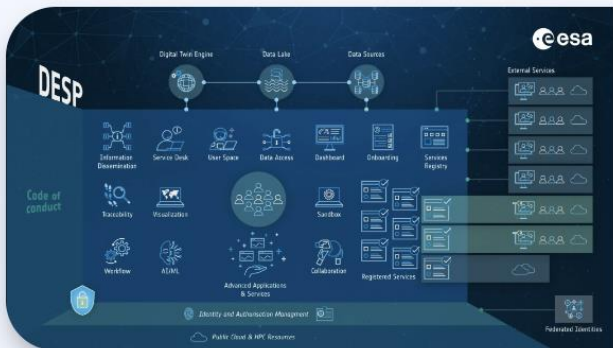 esa
DESP
Digital Twin Engine
Data Lake
Data Sources
External Services
Information
Dissemination
Service Desk
User Space
Data Access
Dashboard
Onboarding
Services
Registry
Code of
conduct
Traceability
Visualization
Sandbox
Workflow
AI/ML
Advanced Applications
& Services
Collaboration
Registered Services
Identity and Authorisation Managment
Federated Identities
Public Cloud & HPC Resources